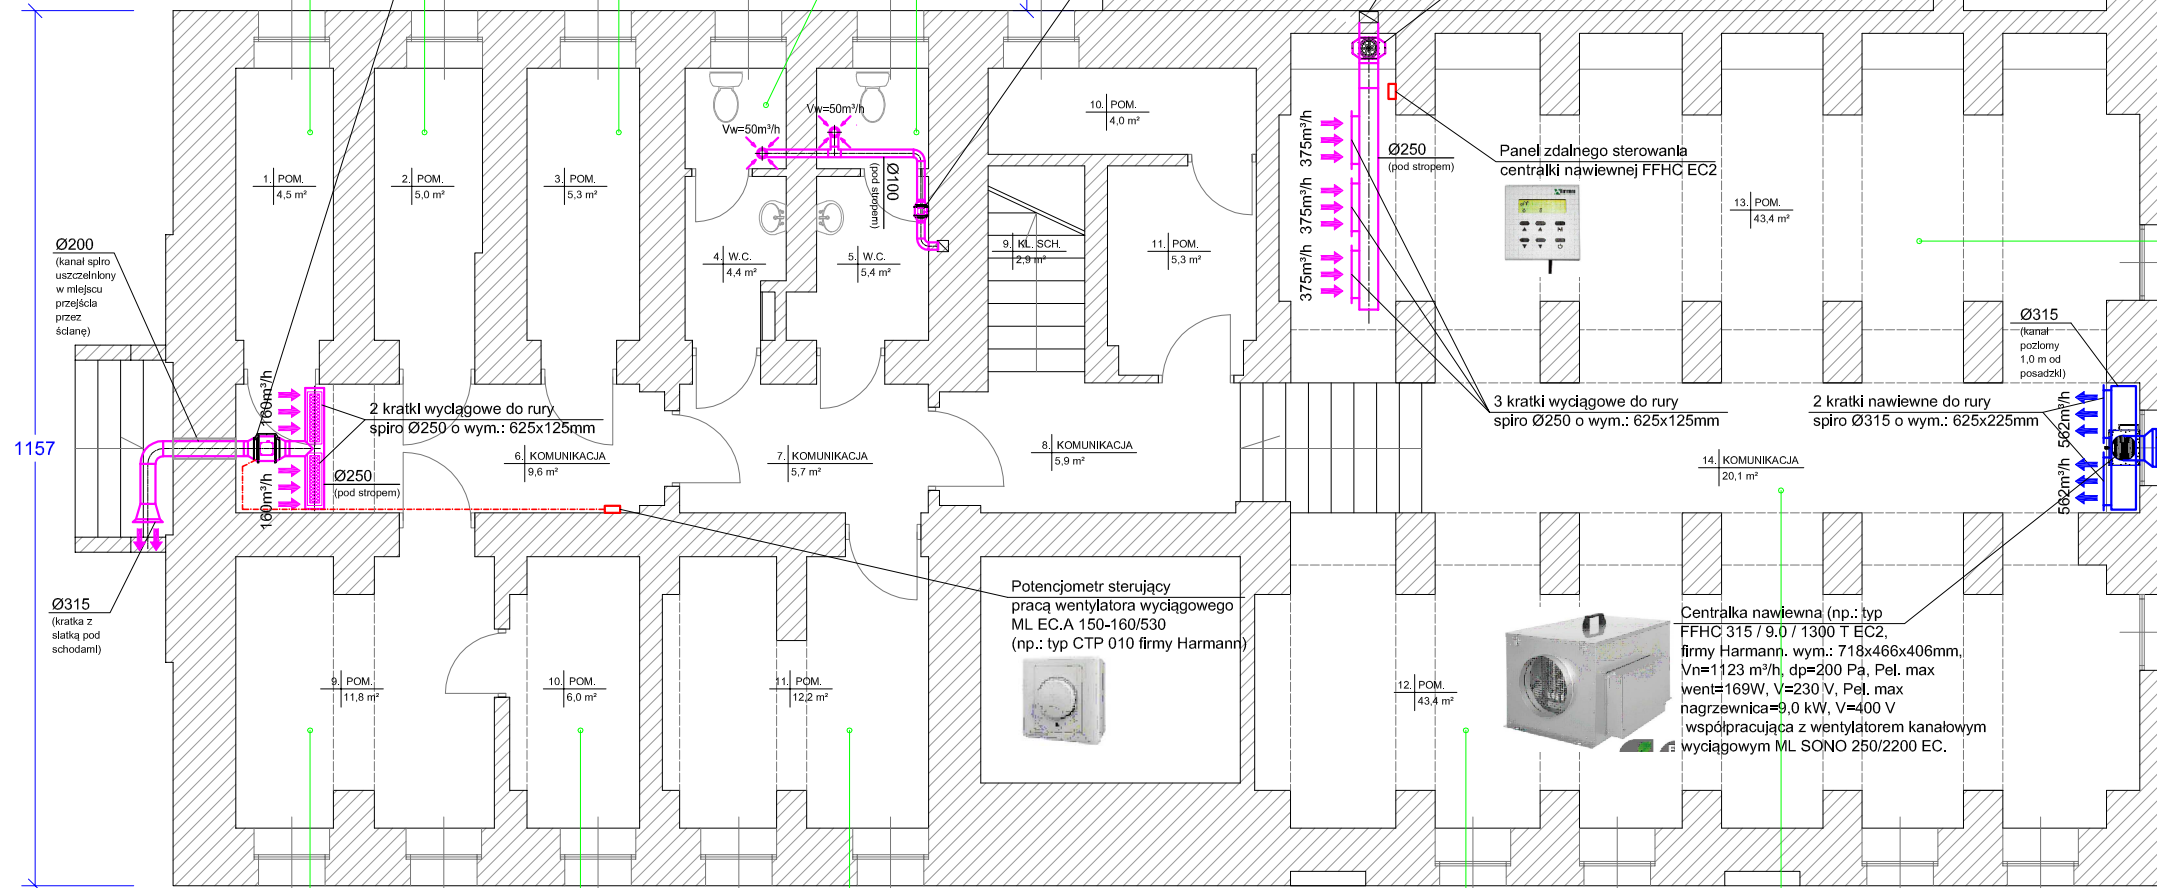 1157
Ø200
(kanał spiro
uszczelniony
w miejscu
przejścia
przez
ścianę)
Ø315
(kratka z
siatką pod
schodami)
1. POM.
4,5 m²
2. POM.
5,0 m²
3. POM.
5,3 m²
Vw=50m³/h
Vw=50m³/h
Ø100
(pod stropem)
4. W.C.
4,4 m²
5. W.C.
5,4 m²
160m³/h
160m³/h
2 kratki wyciągowe do rury
spiro Ø250 o wym.: 625x125mm
Ø250
(pod stropem)
6. KOMUNIKACJA
9,6 m²
7. KOMUNIKACJA
5,7 m²
8. KOMUNIKACJA
5,9 m²
9. KL. SCH.
2,9 m²
10. POM.
4,0 m²
11. POM.
5,3 m²
375m³/h
375m³/h
375m³/h
Ø250
(pod stropem)
Panel zdalnego sterowania
centralki nawiewnej FFHC EC2
13. POM.
43,4 m²
Ø315
(kanał
poziomy
1,0 m od
posadzki)
3 kratki wyciągowe do rury
spiro Ø250 o wym.: 625x125mm
2 kratki nawiewne do rury
spiro Ø315 o wym.: 625x225mm
562m³/h
562m³/h
14. KOMUNIKACJA
20,1 m²
9. POM.
11,8 m²
10. POM.
6,0 m²
11. POM.
12,2 m²
Potencjometr sterujący
pracą wentylatora wyciągowego
ML EC.A 150-160/530
(np.: typ CTP 010 firmy Harmann)
12. POM.
43,4 m²
Centralka nawiewna (np.: typ
FFHC 315 / 9.0 / 1300 T EC2,
firmy Harmann. wym.: 718x466x406mm,
Vn=1123 m³/h, dp=200 Pa, Pel. max
went=169W, V=230 V, Pel. max
nagrzewnica=9,0 kW, V=400 V
współpracująca z wentylatorem kanałowym
wyciągowym ML SONO 250/2200 EC.